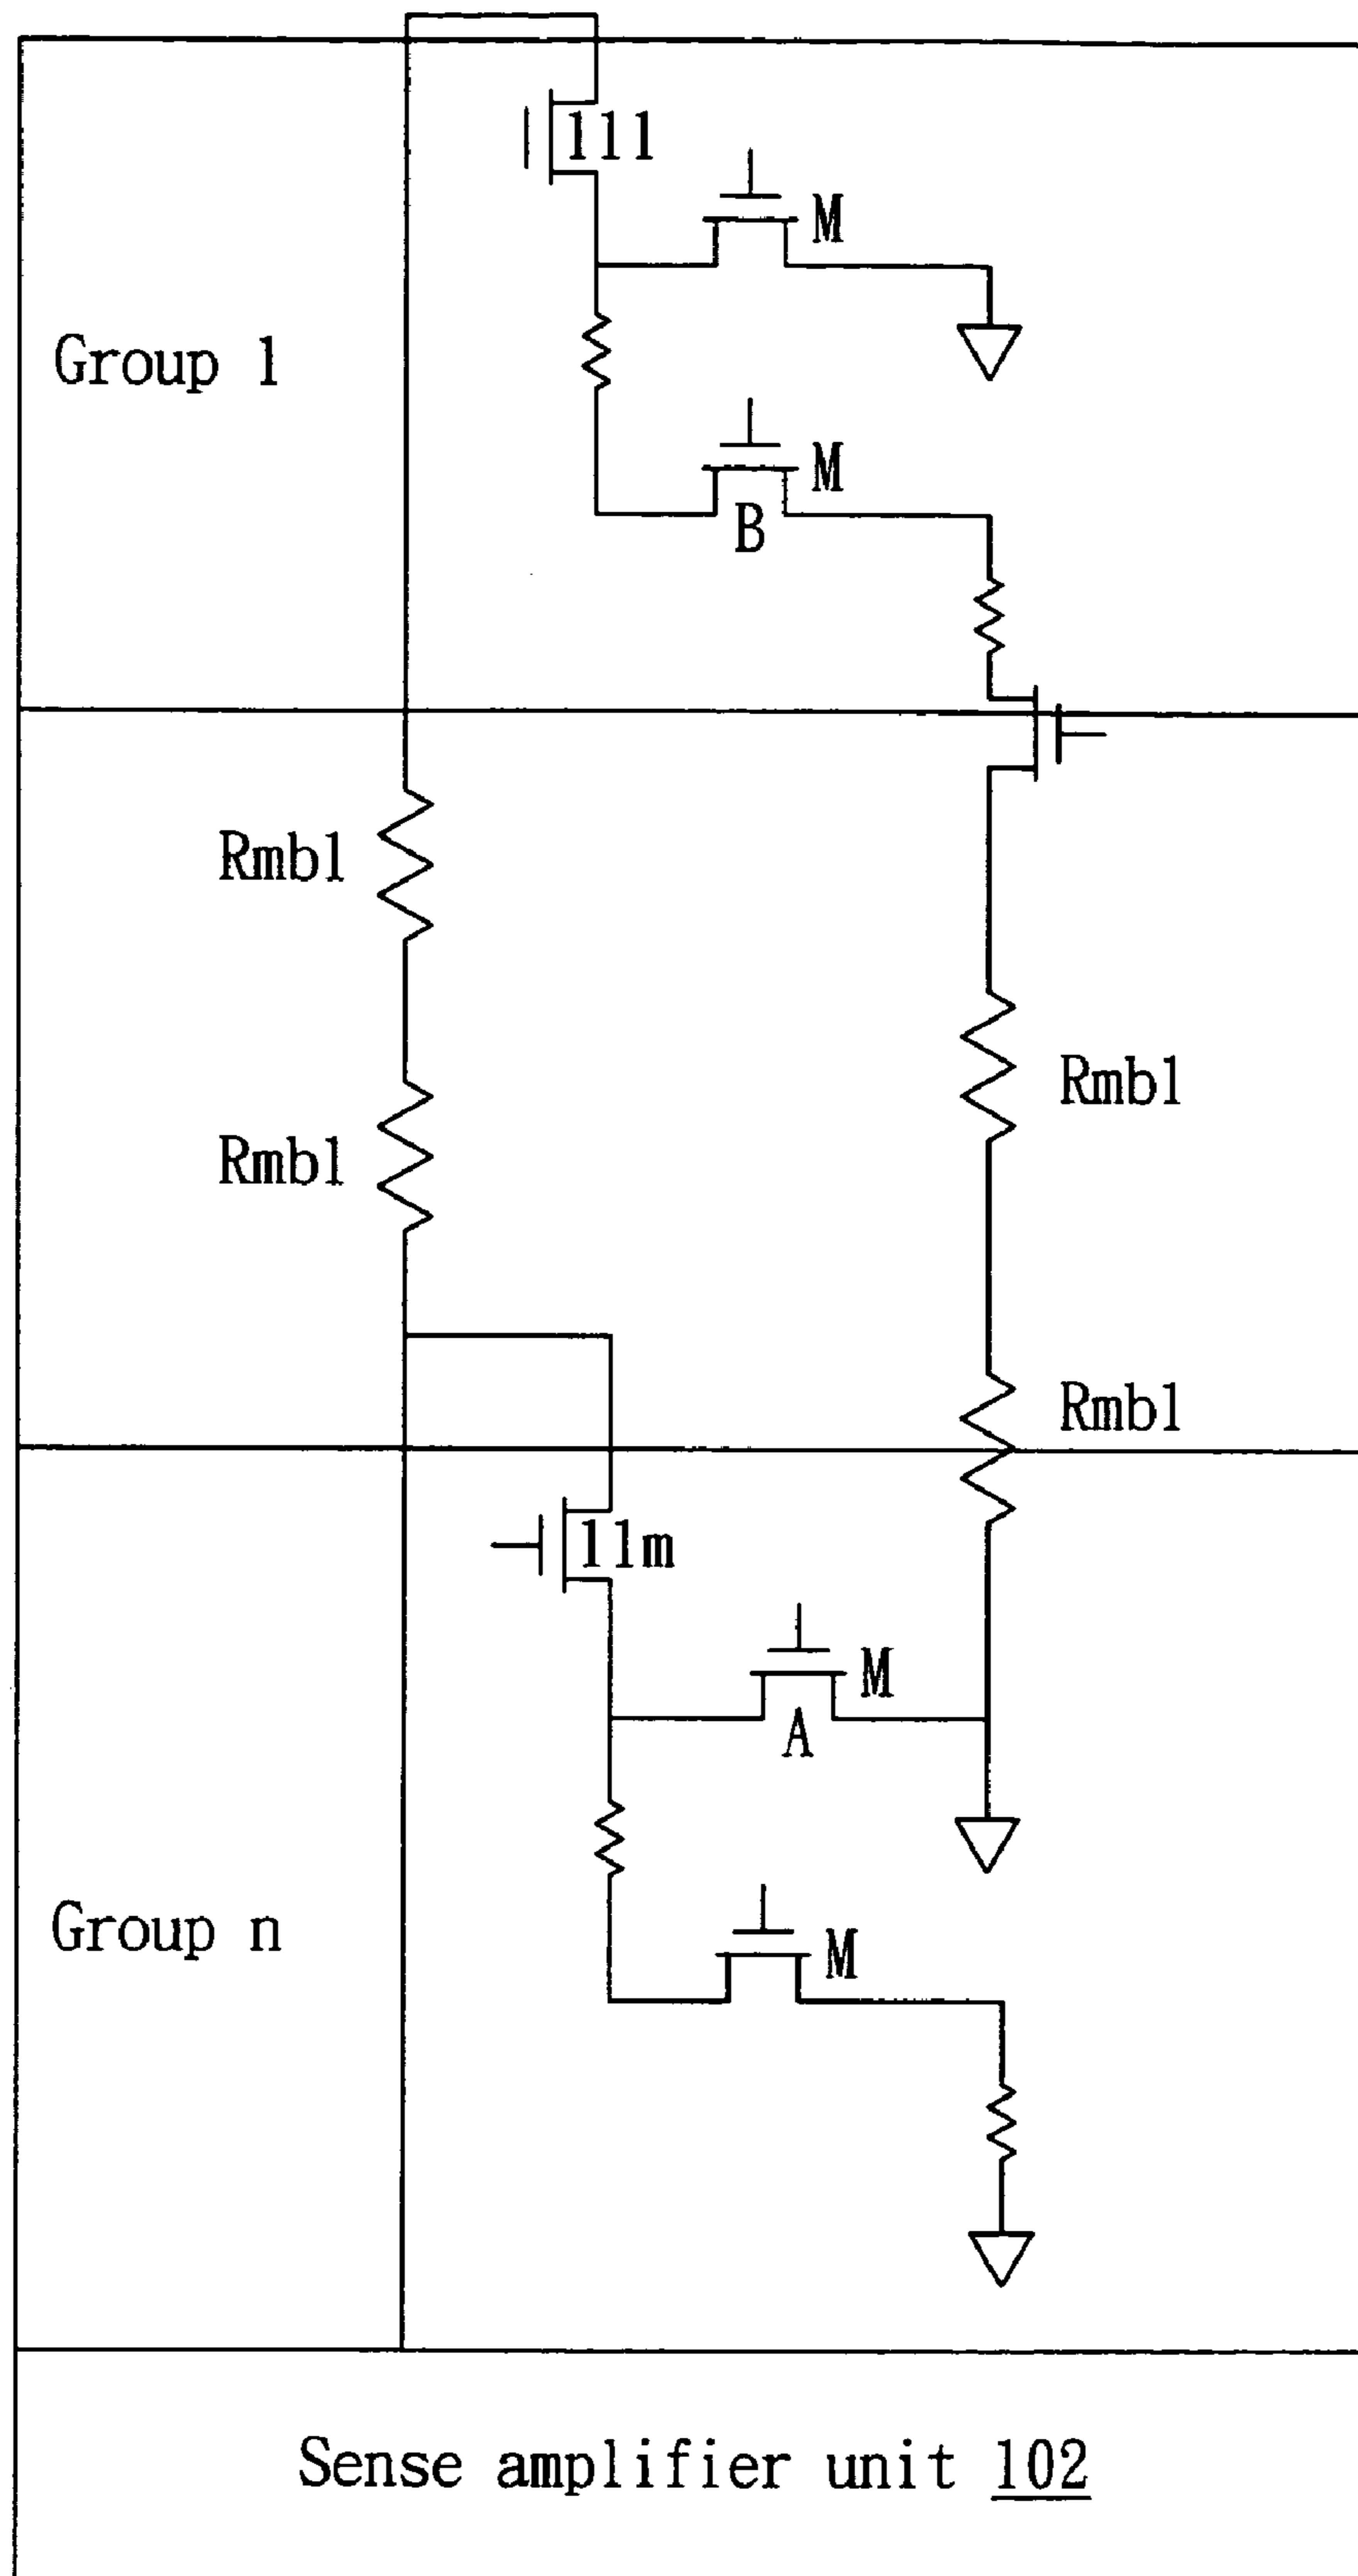 111
M
Group 1
M
B
Rmbl
Rmbl
Rmbl
Rmbl
11m
M
A
Group n
M
Sense amplifier unit 102